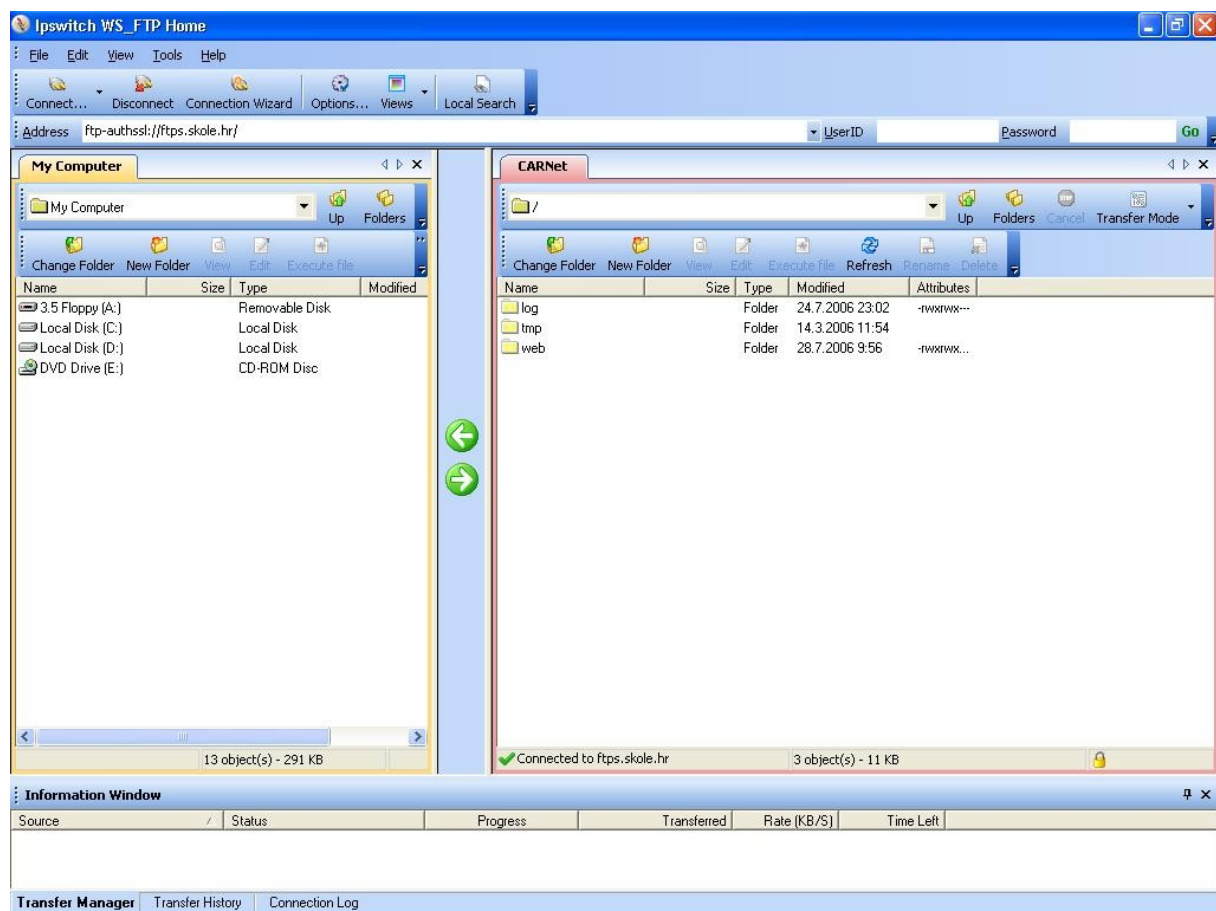 Ipswitch WS_FTP Home
File Edit View Tools Help
Connect... Disconnect Connection Wizard Options... Views Local Search
Address ftp-authssl://ftps.skole.hr/ UserID Password Go
My Computer
My Computer Up Folders
Change Folder New Folder View Edit Execute file
Name Size Type Modified
3.5 Floppy (A:) Removable Disk
Local Disk (C:) Local Disk
Local Disk (D:) Local Disk
DVD Drive (E:) CD-ROM Disc
13 object(s) - 291 KB
CARNet
/ Up Folders Cancel Transfer Mode
Change Folder New Folder View Edit Execute file Refresh Rename Delete
Name Size Type Modified Attributes
log Folder 24.7.2006 23:02 -rwxrwx---
tmp Folder 14.3.2006 11:54
web Folder 28.7.2006 9:56 -rwxrwx...
Connected to ftps.skole.hr 3 object(s) - 11 KB
Information Window
Source Status Progress Transferred Rate (KB/S) Time Left
Transfer Manager Transfer History Connection Log